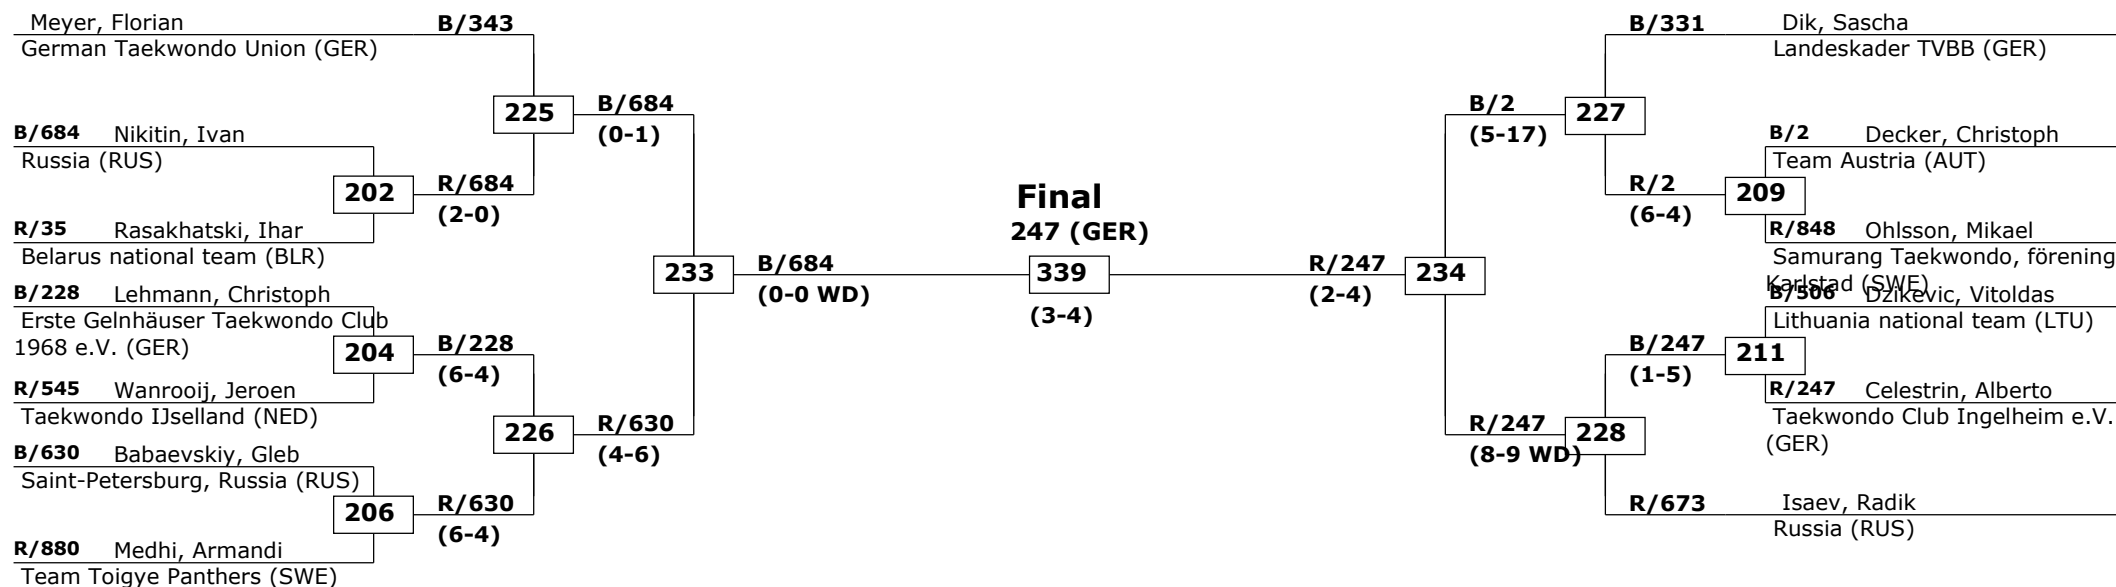 Meyer, Florian
German Taekwondo Union (GER)
B/343
225
B/684
(0-1)
B/684 Nikitin, Ivan
Russia (RUS)
202
R/684
(2-0)
R/35 Rasakhatski, Ihar
Belarus national team (BLR)
B/228 Lehmann, Christoph
Erste Gelnhäuser Taekwondo Club
1968 e.V. (GER)
204
B/228
(6-4)
R/545 Wanrooij, Jeroen
Taekwondo IJselland (NED)
226
R/630
(4-6)
B/630 Babaevskiy, Gleb
Saint-Petersburg, Russia (RUS)
206
R/630
(6-4)
R/880 Medhi, Armandi
Team Toigye Panthers (SWE)
233
B/684
(0-0 WD)
Final
247 (GER)
339
(3-4)
R/247
(2-4)
234
B/2
(5-17)
227
B/331
Dik, Sascha
Landeskader TVBB (GER)
B/2 Decker, Christoph
Team Austria (AUT)
R/2
(6-4)
209
R/848 Ohlsson, Mikael
Samurang Taekwondo, förening
Karlstad (SWE)
B/506 Dzikevic, Vitoldas
Lithuania national team (LTU)
B/247
(1-5)
211
R/247 Celestrin, Alberto
Taekwondo Club Ingelheim e.V.
(GER)
R/247
(8-9 WD)
228
R/673
Isaev, Radik
Russia (RUS)